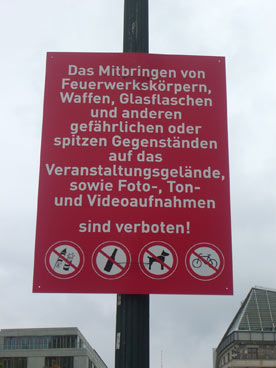 Das Mitbringen von
Feuerwerkskörpern,
Waffen, Glasflaschen
und anderen
gefährlichen oder
spitzen Gegenständen
auf das
Veranstaltungsgelände,
sowie Foto-, Ton-
und Videoaufnahmen
sind verboten!